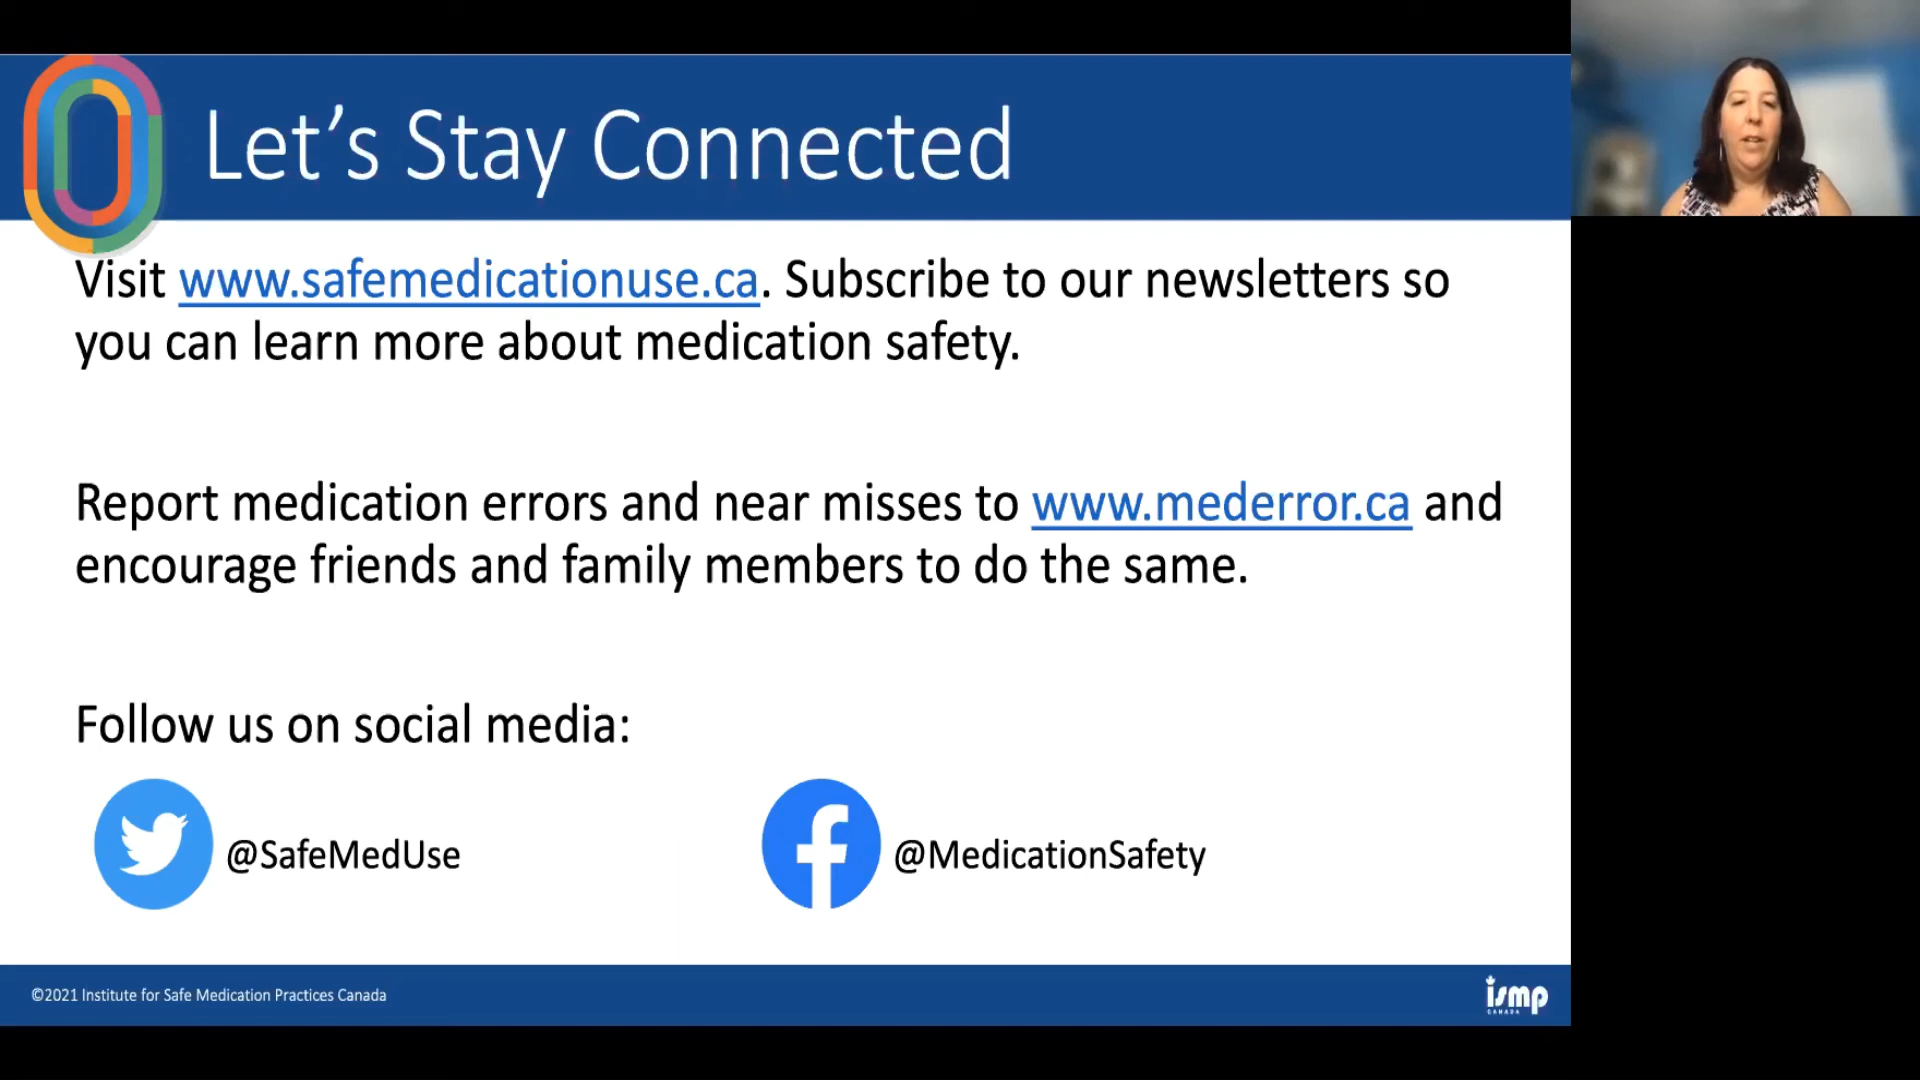 Let's Stay Connected
Visit www.safemedicationuse.ca. Subscribe to our newsletters so
you can learn more about medication safety.
Report medication errors and near misses to www.mederror.ca and
encourage friends and family members to do the same.
Follow us on social media:
@SafeMedUse
@MedicationSafety
©2021 Institute for Safe Medication Practices Canada
ismp
CANADA